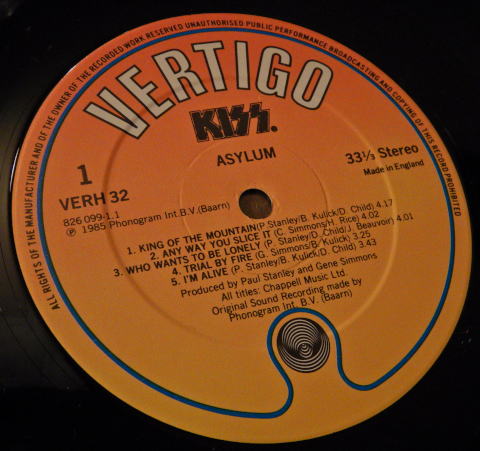 ALL RIGHTS OF THE MANUFACTURER AND OF THE OWNER OF THE RECORDED WORK RESERVED UNAUTHORISED PUBLIC PERFORMANCE BROADCASTING AND COPYING OF THIS RECORD PROHIBITED
VERTIGO
KISS.
ASYLUM
1
VERH 32
33⅓ Stereo
Made in England
826 099-1.1
Ⓟ 1985 Phonogram Int.B.V.(Baarn)
1. KING OF THE MOUNTAIN(P.Stanley/B. Kulick/D. Child) 4.17
2. ANY WAY YOU SLICE IT (G. Simmons/H. Rice) 4.02
3. WHO WANTS TO BE LONELY (P. Stanley/D. Child/J. Beauvoir) 4.01
4. TRIAL BY FIRE (G. Simmons/B. Kulick) 3.25
5. I'M ALIVE (P. Stanley/B. Kulick/D. Child) 3.43
Produced by Paul Stanley and Gene Simmons
All titles: Chappell Music Ltd.
Original Sound Recording made by
Phonogram Int. B.V. (Baarn)